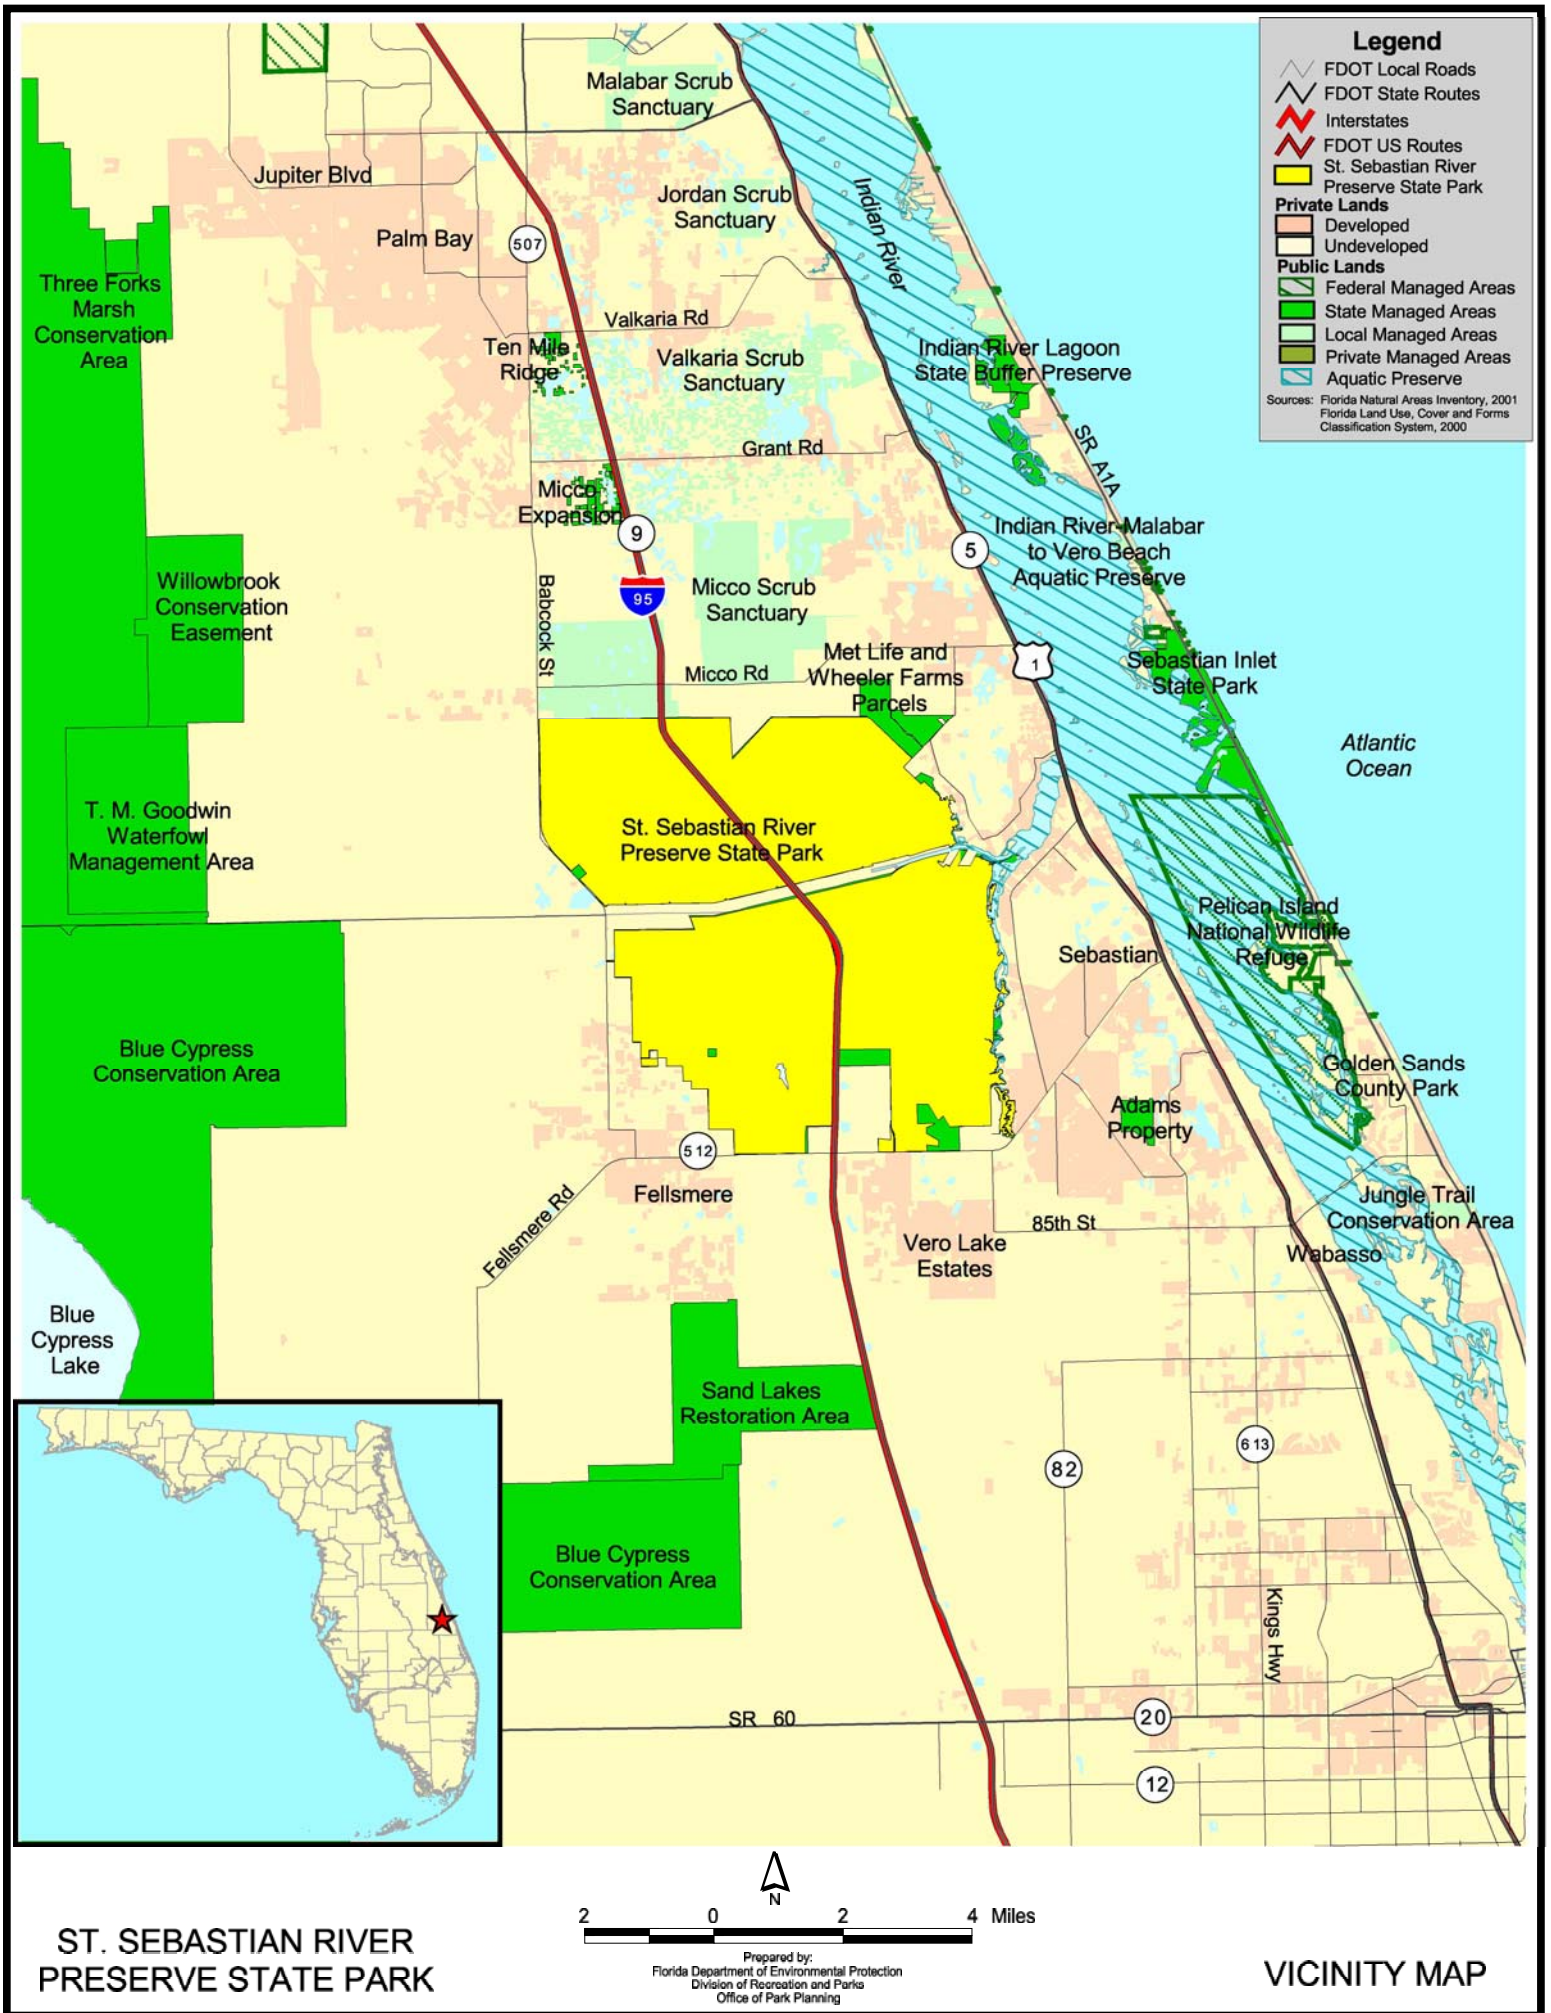 Legend
FDOT Local Roads
FDOT State Routes
Interstates
FDOT US Routes
St. Sebastian River
Preserve State Park
Private Lands
Developed
Undeveloped
Public Lands
Federal Managed Areas
State Managed Areas
Local Managed Areas
Private Managed Areas
Aquatic Preserve
Sources: Florida Natural Areas Inventory, 2001
Florida Land Use, Cover and Forms
Classification System, 2000
Malabar Scrub
Sanctuary
Jupiter Blvd
Jordan Scrub
Sanctuary
Indian River
Palm Bay
507
Three Forks
Marsh
Conservation
Area
Valkaria Rd
Ten Mile
Ridge
Valkaria Scrub
Sanctuary
Indian River Lagoon
State Buffer Preserve
SR A1A
Grant Rd
Micco
Expansion
9
5
Indian River-Malabar
to Vero Beach
Aquatic Preserve
Willowbrook
Conservation
Easement
Babcock St
95
Micco Scrub
Sanctuary
Met Life and
Wheeler Farms
Parcels
Micco Rd
1
Sebastian Inlet
State Park
Atlantic
Ocean
T. M. Goodwin
Waterfowl
Management Area
St. Sebastian River
Preserve State Park
Pelican Island
National Wildlife
Refuge
Sebastian
Blue Cypress
Conservation Area
Golden Sands
County Park
Adams
Property
512
Fellsmere Rd
Fellsmere
Jungle Trail
Conservation Area
85th St
Vero Lake
Estates
Wabasso
Blue
Cypress
Lake
Sand Lakes
Restoration Area
613
82
Blue Cypress
Conservation Area
Kings Hwy
SR 60
20
12
N
2 0 2 4 Miles
Prepared by:
Florida Department of Environmental Protection
Division of Recreation and Parks
Office of Park Planning
ST. SEBASTIAN RIVER
PRESERVE STATE PARK
VICINITY MAP